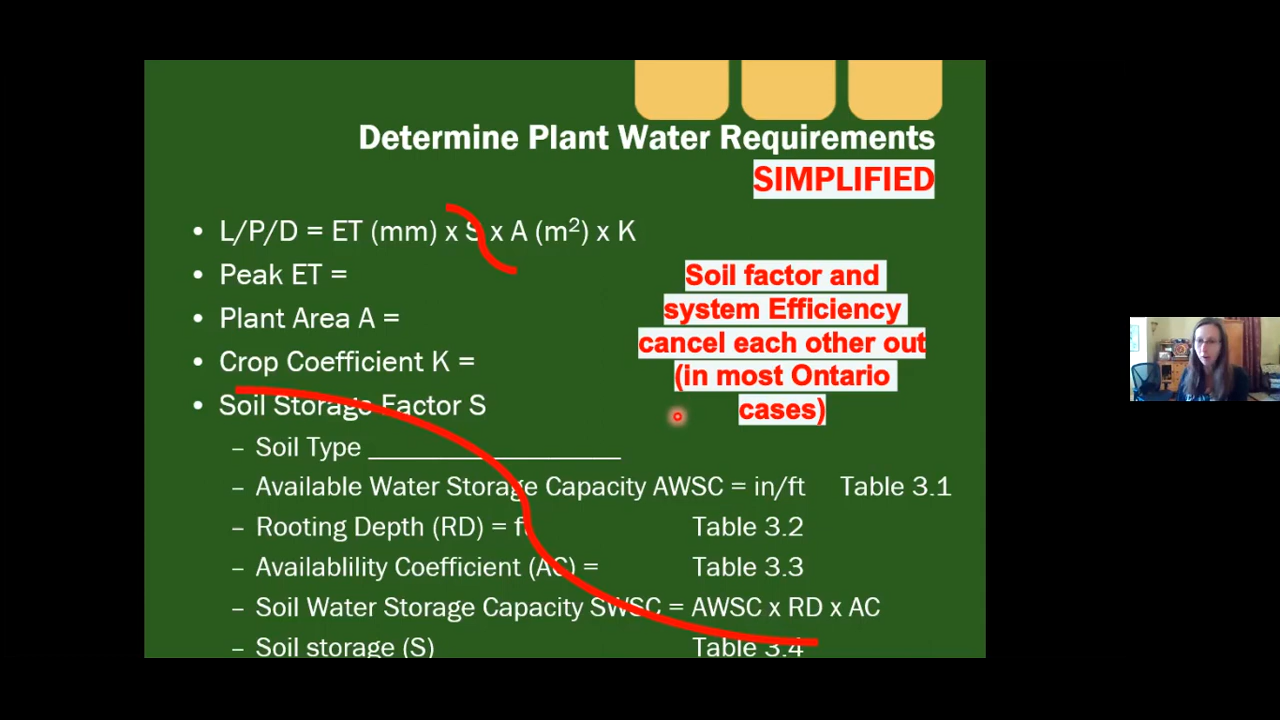 Determine Plant Water Requirements
SIMPLIFIED
• L/P/D = ET (mm) x S x A (m²) x K
• Peak ET =
• Plant Area A =
• Crop Coefficient K =
• Soil Storage Factor S
– Soil Type ____________________
– Available Water Storage Capacity AWSC = in/ft Table 3.1
– Rooting Depth (RD) = ft Table 3.2
– Availablility Coefficient (AC) = Table 3.3
– Soil Water Storage Capacity SWSC = AWSC x RD x AC
– Soil storage (S) Table 3.4
Soil factor and
system Efficiency
cancel each other out
(in most Ontario
cases)